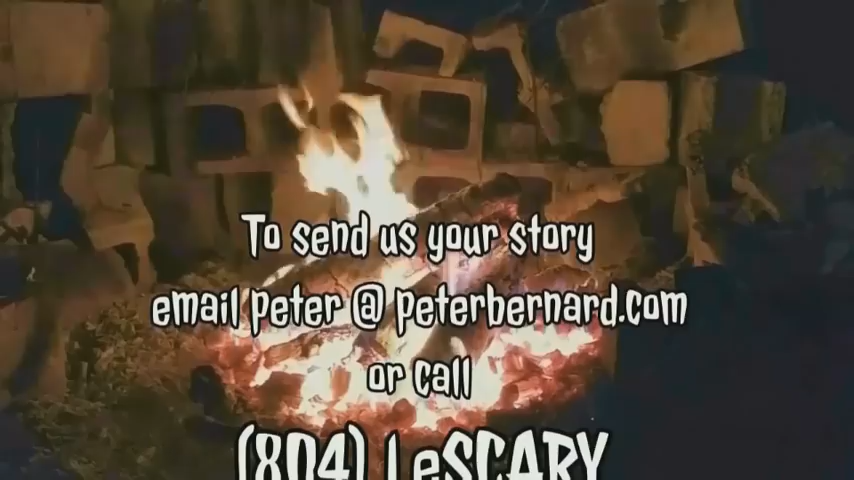 To send us your story
email peter @ peterbernard.com
or call
(804) LeSCARY